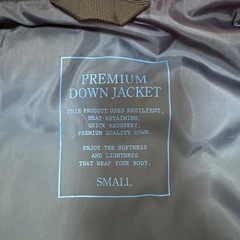 PREMIUM
DOWN JACKET
THIS PRODUCT USES RESILIENT,
HEAT-RETAINING,
QUICK-RECOVERY,
PREMIUM QUALITY DOWN.
ENJOY THE SOFTNESS
AND LIGHTNESS
THAT WRAP YOUR BODY.
SMALL